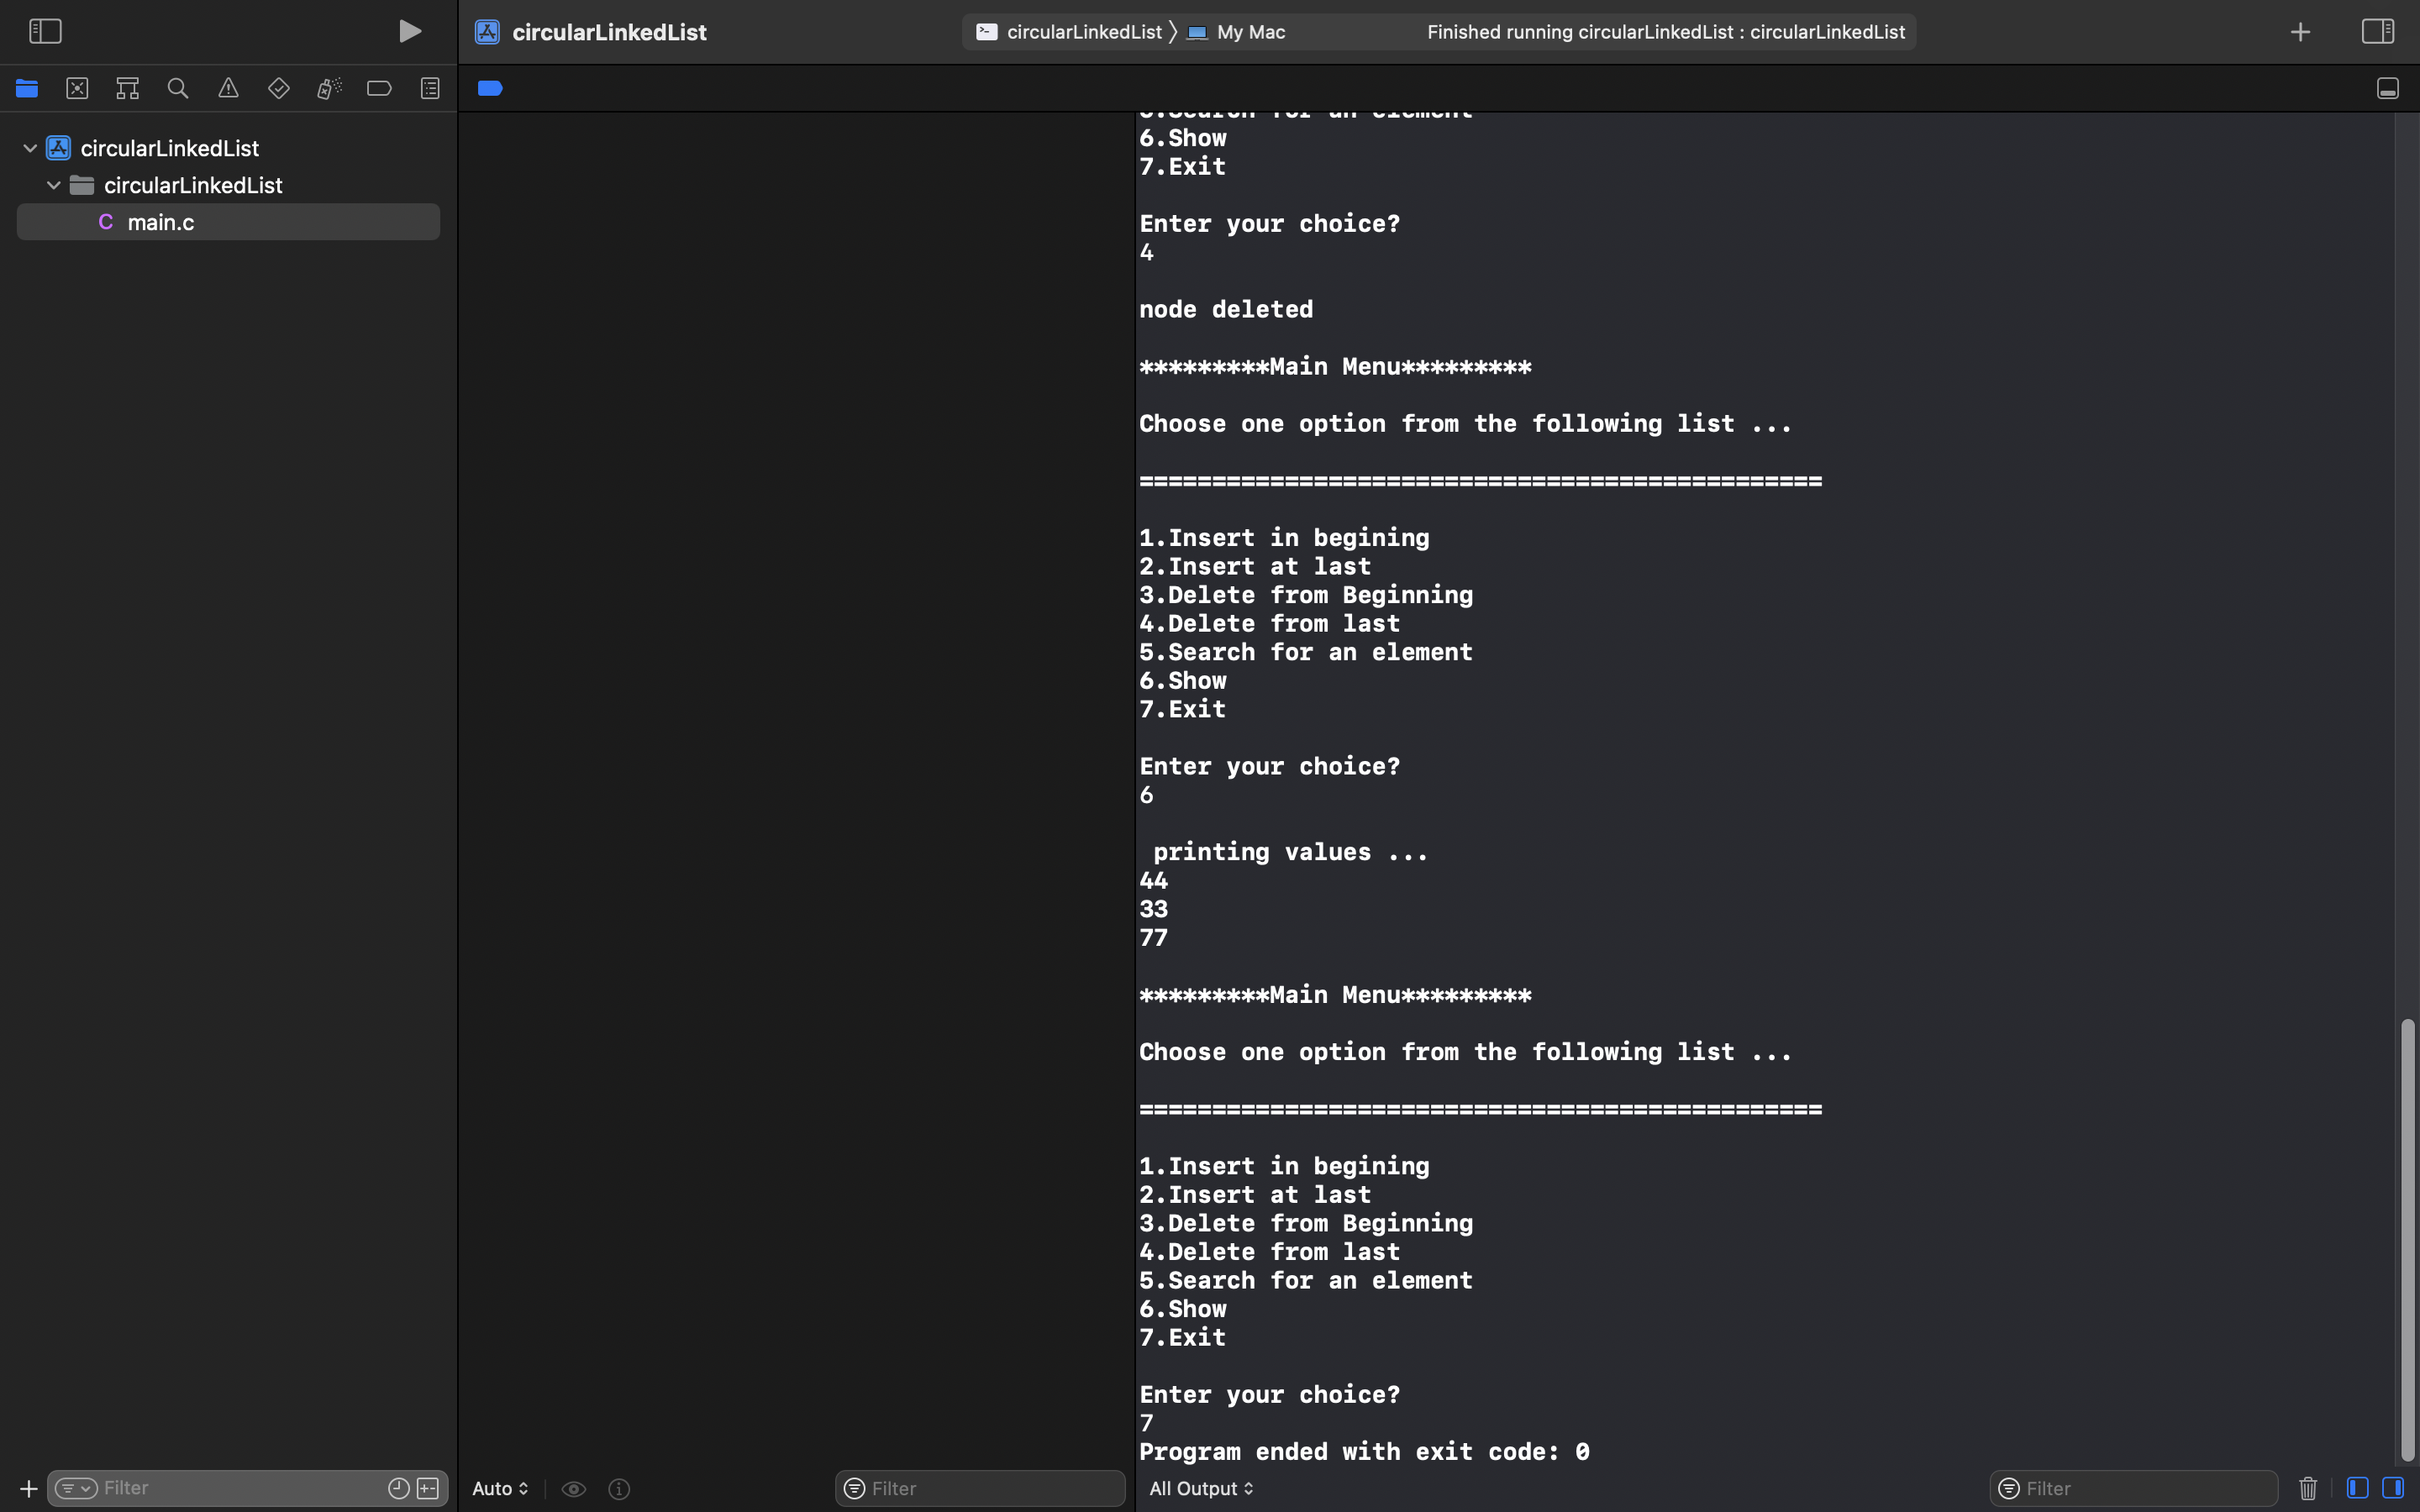 circularLinkedList
circularLinkedList
My Mac
Finished running circularLinkedList : circularLinkedList
circularLinkedList
circularLinkedList
C main.c
5.Search for an element
6.Show
7.Exit
Enter your choice?
4
node deleted
*********Main Menu*********
Choose one option from the following list ...
===============================================
1.Insert in begining
2.Insert at last
3.Delete from Beginning
4.Delete from last
5.Search for an element
6.Show
7.Exit
Enter your choice?
6
printing values ...
44
33
77
*********Main Menu*********
Choose one option from the following list ...
===============================================
1.Insert in begining
2.Insert at last
3.Delete from Beginning
4.Delete from last
5.Search for an element
6.Show
7.Exit
Enter your choice?
7
Program ended with exit code: 0
Filter
Auto
Filter
All Output
Filter